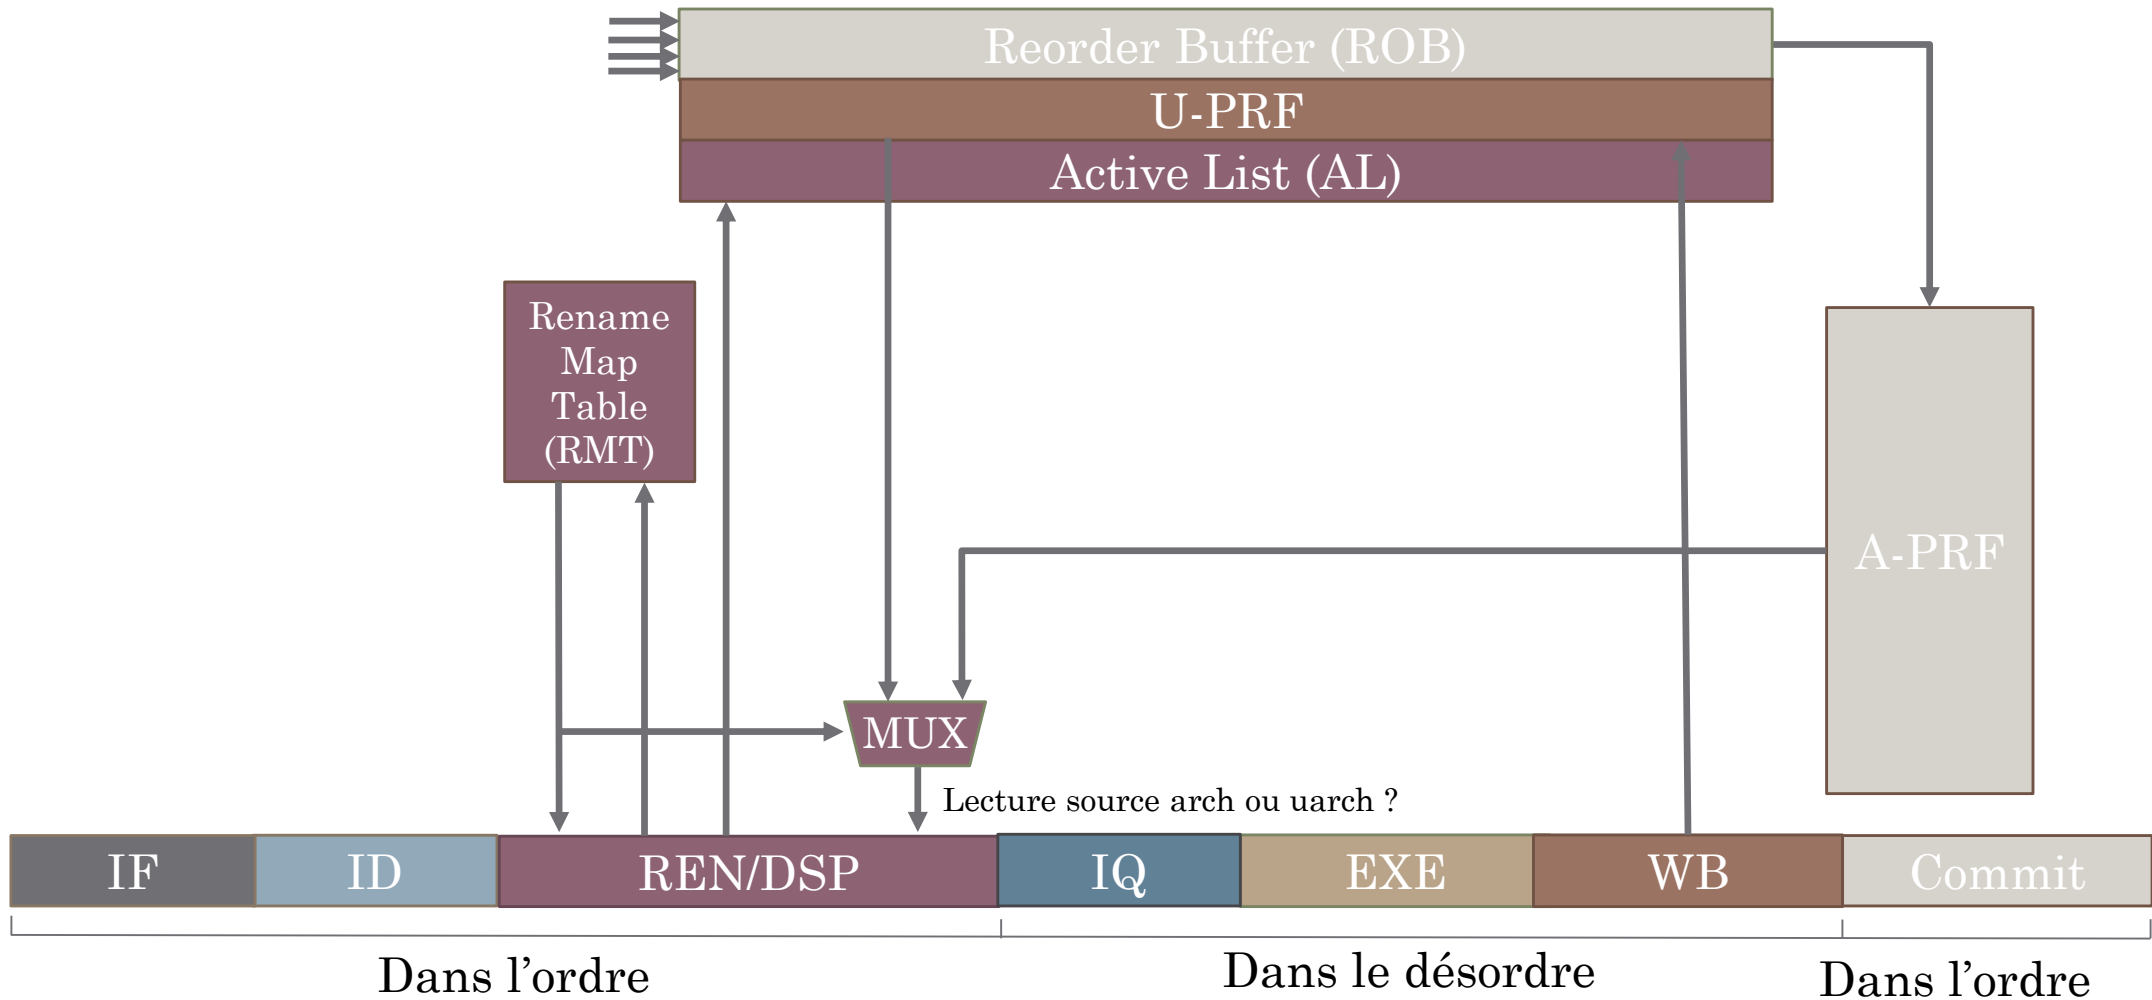 Reorder Buffer (ROB)
U-PRF
Active List (AL)
Rename
Map
Table
(RMT)
A-PRF
MUX
Lecture source arch ou uarch ?
IF
ID
REN/DSP
IQ
EXE
WB
Commit
Dans l’ordre
Dans le désordre
Dans l’ordre